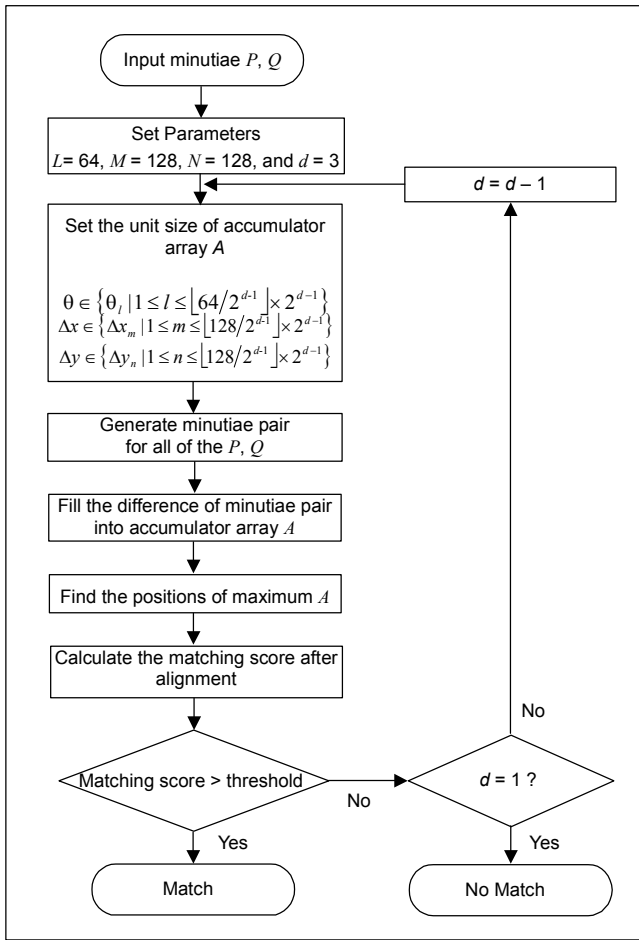 Input minutiae P, Q
Set Parameters
L= 64, M = 128, N = 128, and d = 3
d = d – 1
Set the unit size of accumulator
array A
θ ∈ {θ_l | 1 ≤ l ≤ ⌊64/2^{d-1}⌋ × 2^{d−1}}
Δx ∈ {Δx_m | 1 ≤ m ≤ ⌊128/2^{d-1}⌋ × 2^{d−1}}
Δy ∈ {Δy_n | 1 ≤ n ≤ ⌊128/2^{d-1}⌋ × 2^{d−1}}
Generate minutiae pair
for all of the P, Q
Fill the difference of minutiae pair
into accumulator array A
Find the positions of maximum A
Calculate the matching score after
alignment
No
Matching score > threshold
No
d = 1 ?
Yes
Yes
Match
No Match